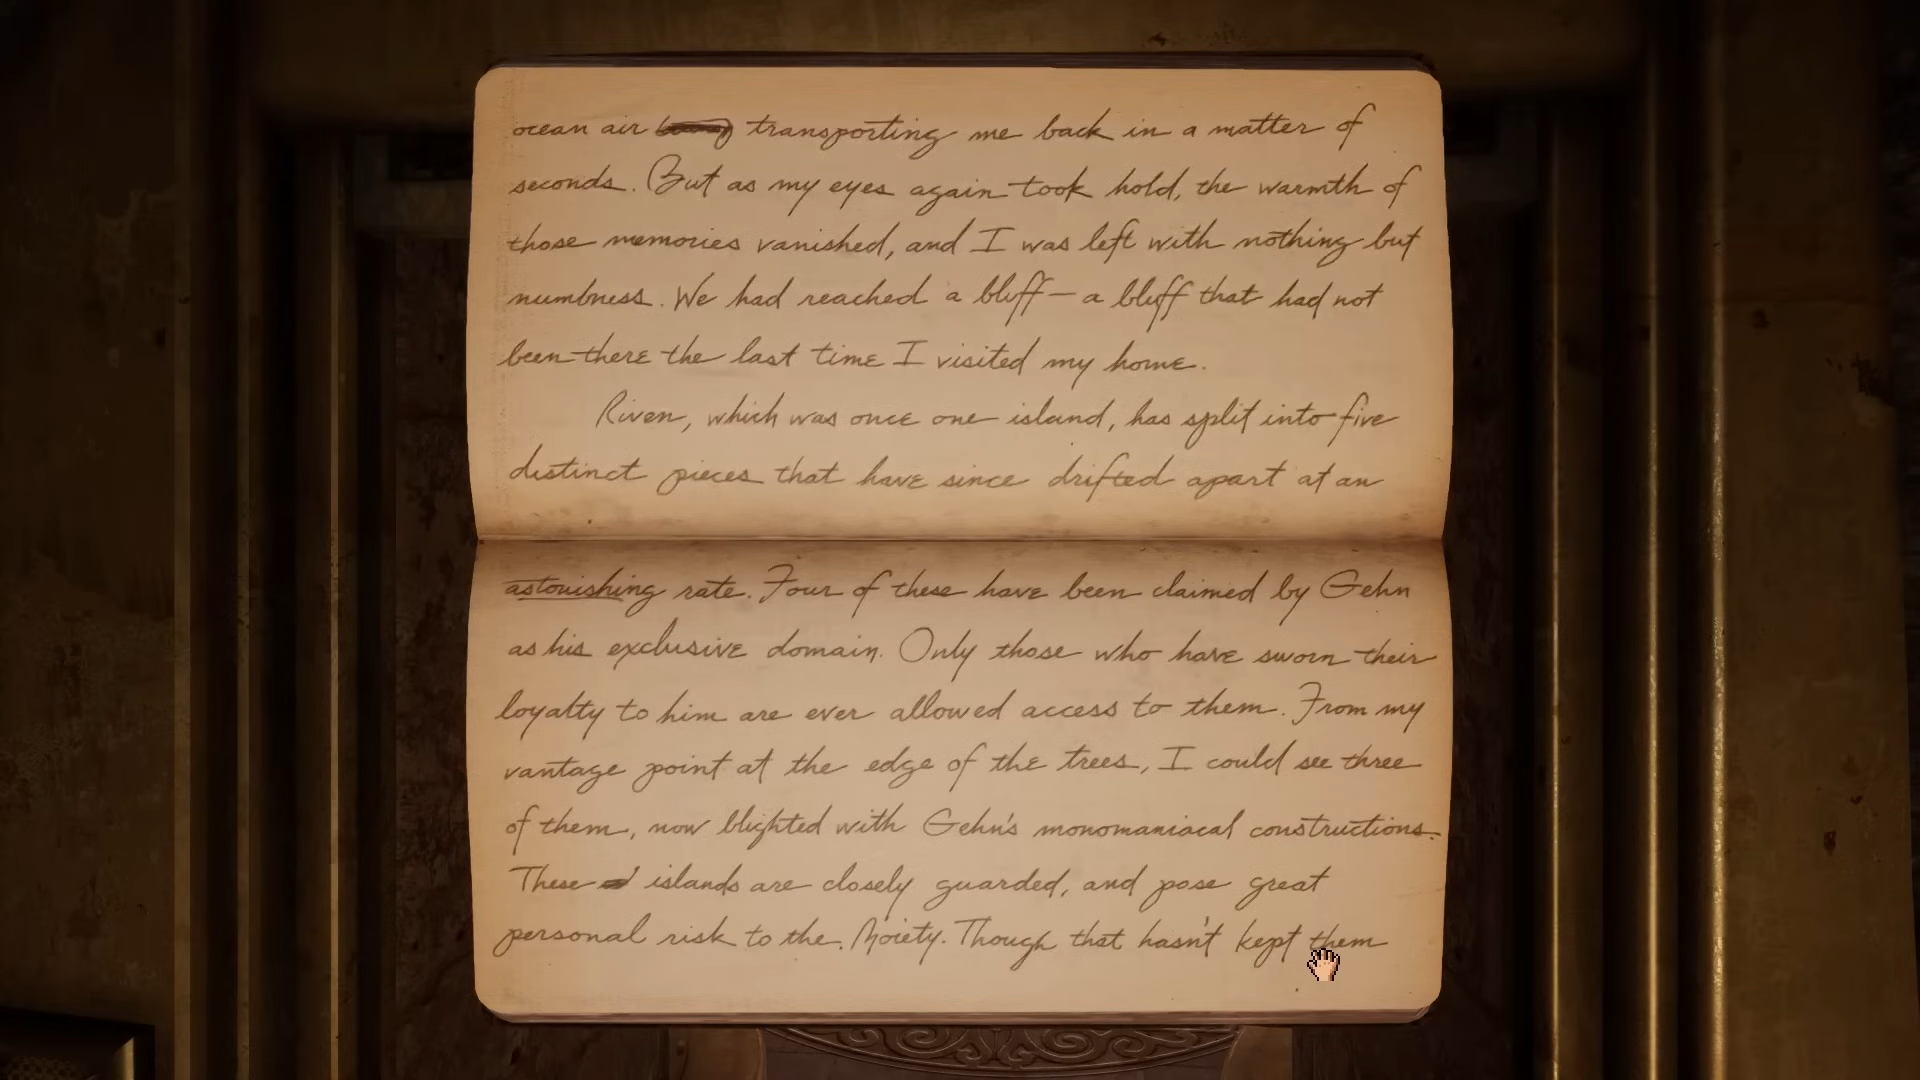 ocean air transporting me back in a matter of
seconds. But as my eyes again took hold, the warmth of
those memories vanished, and I was left with nothing but
numbness. We had reached a bluff — a bluff that had not
been there the last time I visited my home.
Riven, which was once one island, has split into five
distinct pieces that have since drifted apart at an
astonishing rate. Four of these have been claimed by Gehn
as his exclusive domain. Only those who have sworn their
loyalty to him are ever allowed access to them. From my
vantage point at the edge of the trees, I could see three
of them, now blighted with Gehn's monomaniacal constructions.
These islands are closely guarded, and pose great
personal risk to the Moiety. Though that hasn't kept them